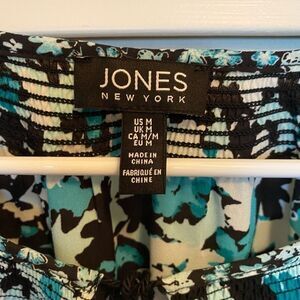 JONES
NEW YORK
US M
UK M
CA M/M
EU M
MADE IN
CHINA
FABRIQUÉ EN
CHINE